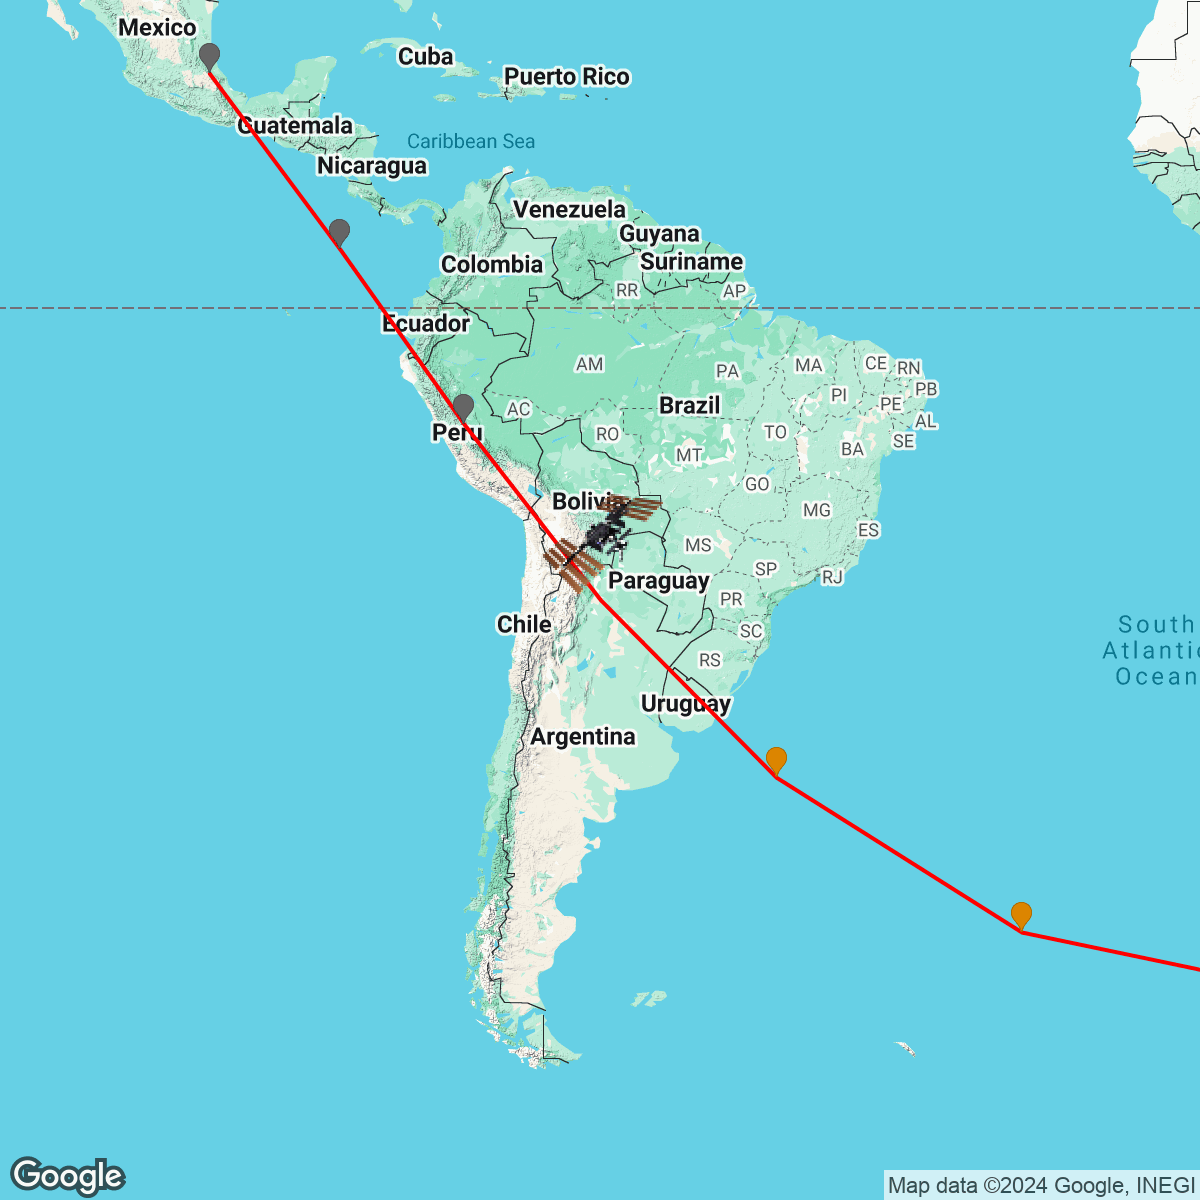 Mexico
Cuba
Puerto Rico
Guatemala
Caribbean Sea
Nicaragua
Venezuela
Guyana
Colombia
Suriname
RR
AP
Ecuador
AM
PA
MA
CE
RN
PI
PB
AC
Brazil
PE
AL
Peru
RO
TO
SE
MT
BA
GO
Bolivia
MG
ES
MS
SP
RJ
Paraguay
PR
Chile
SC
South
Atlantic
Ocean
RS
Uruguay
Argentina
Google
Map data ©2024 Google, INEGI